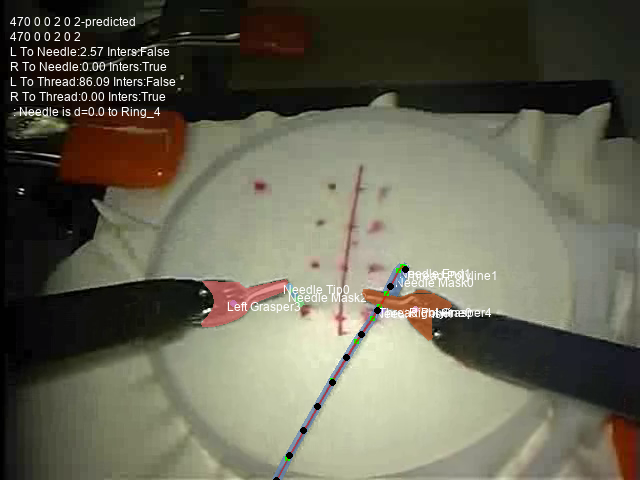 470 0 0 2 0 2-predicted
470 0 0 2 0 2
L To Needle:2.57 Inters:False
R To Needle:0.00 Inters:True
L To Thread:86.09 Inters:False
R To Thread:0.00 Inters:True
: Needle is d=0.0 to Ring_4
Needle Mask0
Needle Tip0
Needle Mask2
Left Grasper3